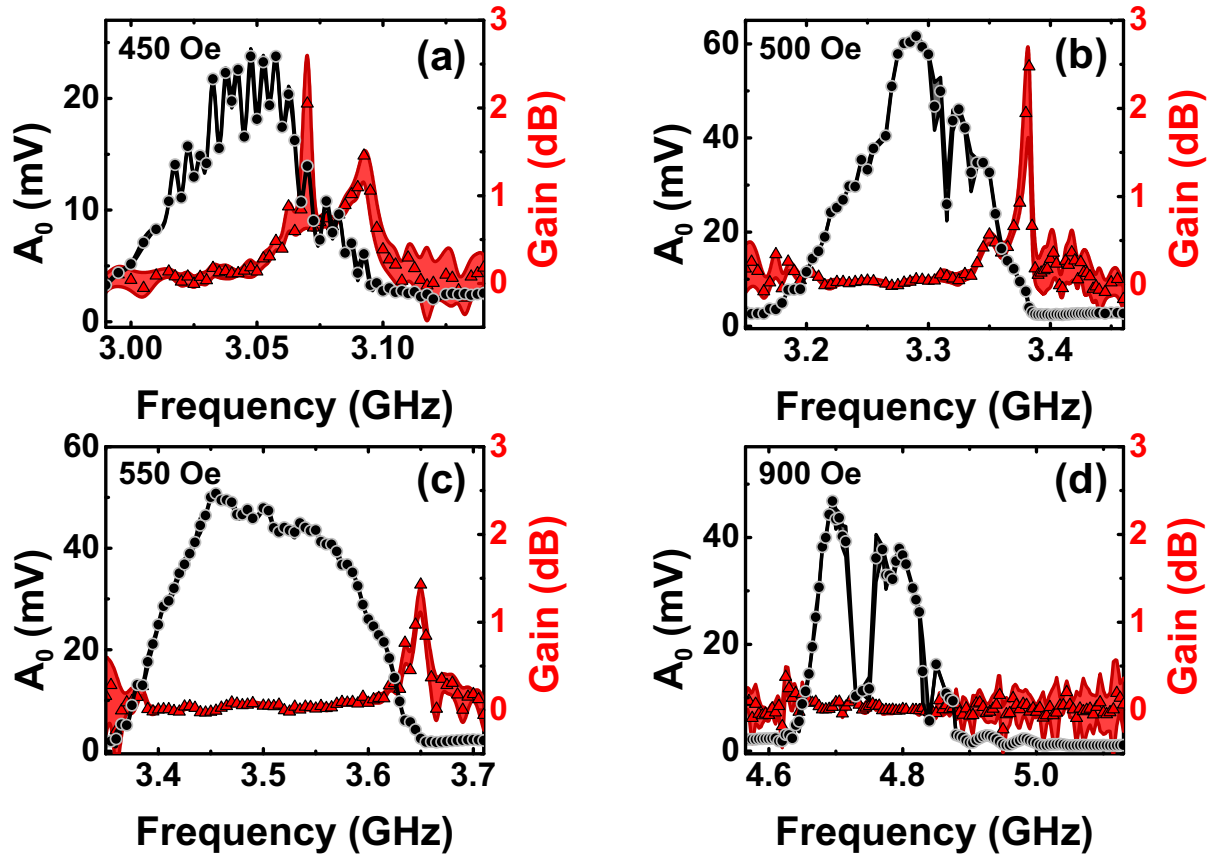 450 Oe
(a)
A0 (mV)
0
10
20
Gain (dB)
0
1
2
3
3.00
3.05
3.10
Frequency (GHz)
500 Oe
(b)
A0 (mV)
0
20
40
60
Gain (dB)
0
1
2
3
3.2
3.3
3.4
Frequency (GHz)
550 Oe
(c)
A0 (mV)
0
20
40
60
Gain (dB)
0
1
2
3
3.4
3.5
3.6
3.7
Frequency (GHz)
900 Oe
(d)
A0 (mV)
0
20
40
Gain (dB)
0
1
2
3
4.6
4.8
5.0
Frequency (GHz)